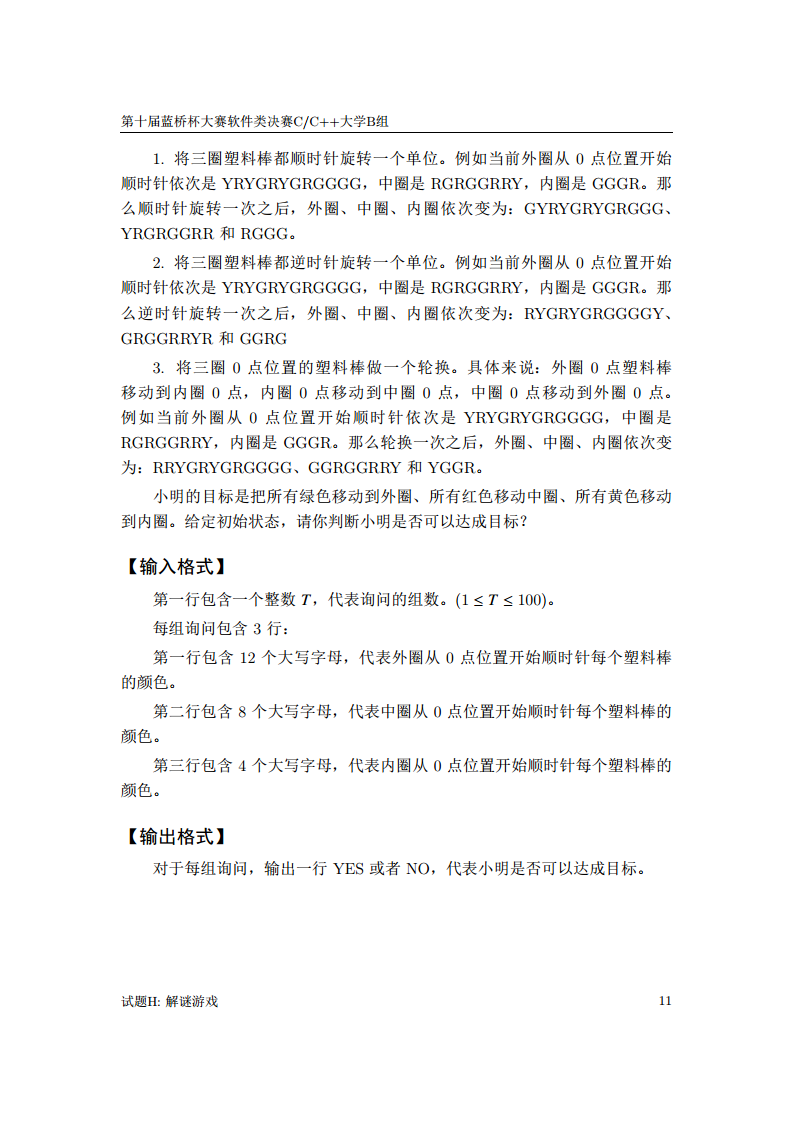 第十届蓝桥杯大赛软件类决赛C/C++大学B组
1. 将三圈塑料棒都顺时针旋转一个单位。例如当前外圈从 0 点位置开始
顺时针依次是 YRYGRYGRGGGG，中圈是 RGRGGRRY，内圈是 GGGR。那
么顺时针旋转一次之后，外圈、中圈、内圈依次变为：GYRYGRYGRGGG、
YRGRGGRR 和 RGGG。
2. 将三圈塑料棒都逆时针旋转一个单位。例如当前外圈从 0 点位置开始
顺时针依次是 YRYGRYGRGGGG，中圈是 RGRGGRRY，内圈是 GGGR。那
么逆时针旋转一次之后，外圈、中圈、内圈依次变为：RYGRYGRGGGGY、
GRGGRRYR 和 GGRG
3. 将三圈 0 点位置的塑料棒做一个轮换。具体来说：外圈 0 点塑料棒
移动到内圈 0 点，内圈 0 点移动到中圈 0 点，中圈 0 点移动到外圈 0 点。
例如当前外圈从 0 点位置开始顺时针依次是 YRYGRYGRGGGG，中圈是
RGRGGRRY，内圈是 GGGR。那么轮换一次之后，外圈、中圈、内圈依次变
为：RRYGRYGRGGGG、GGRGGRRY 和 YGGR。
小明的目标是把所有绿色移动到外圈、所有红色移动中圈、所有黄色移动
到内圈。给定初始状态，请你判断小明是否可以达成目标？
【输入格式】
第一行包含一个整数 T，代表询问的组数。(1 ≤ T ≤ 100)。
每组询问包含 3 行：
第一行包含 12 个大写字母，代表外圈从 0 点位置开始顺时针每个塑料棒
的颜色。
第二行包含 8 个大写字母，代表中圈从 0 点位置开始顺时针每个塑料棒的
颜色。
第三行包含 4 个大写字母，代表内圈从 0 点位置开始顺时针每个塑料棒的
颜色。
【输出格式】
对于每组询问，输出一行 YES 或者 NO，代表小明是否可以达成目标。
试题H: 解谜游戏
11